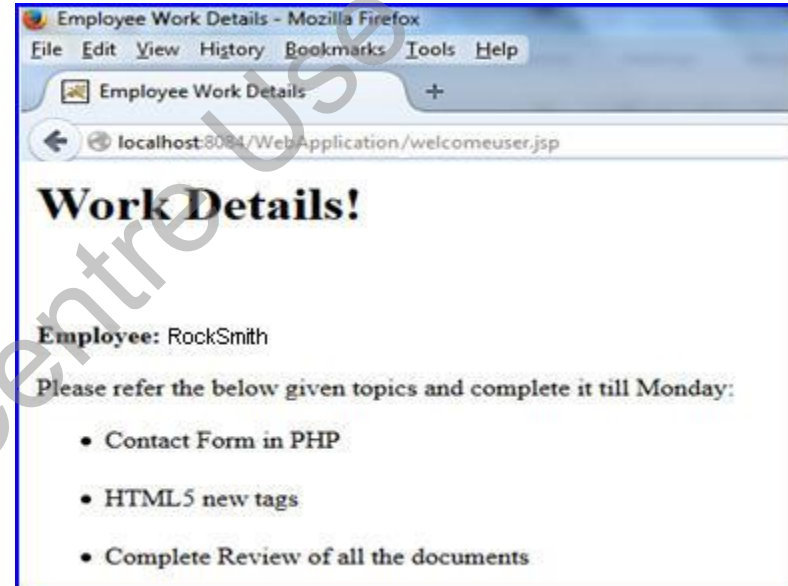 Employee Work Details - Mozilla Firefox
File Edit View History Bookmarks Tools Help
Employee Work Details +
localhost:8084/WebApplication/welcomeuser.jsp
Work Details!
Employee: RockSmith
Please refer the below given topics and complete it till Monday:
• Contact Form in PHP
• HTML5 new tags
• Complete Review of all the documents
Centre Use